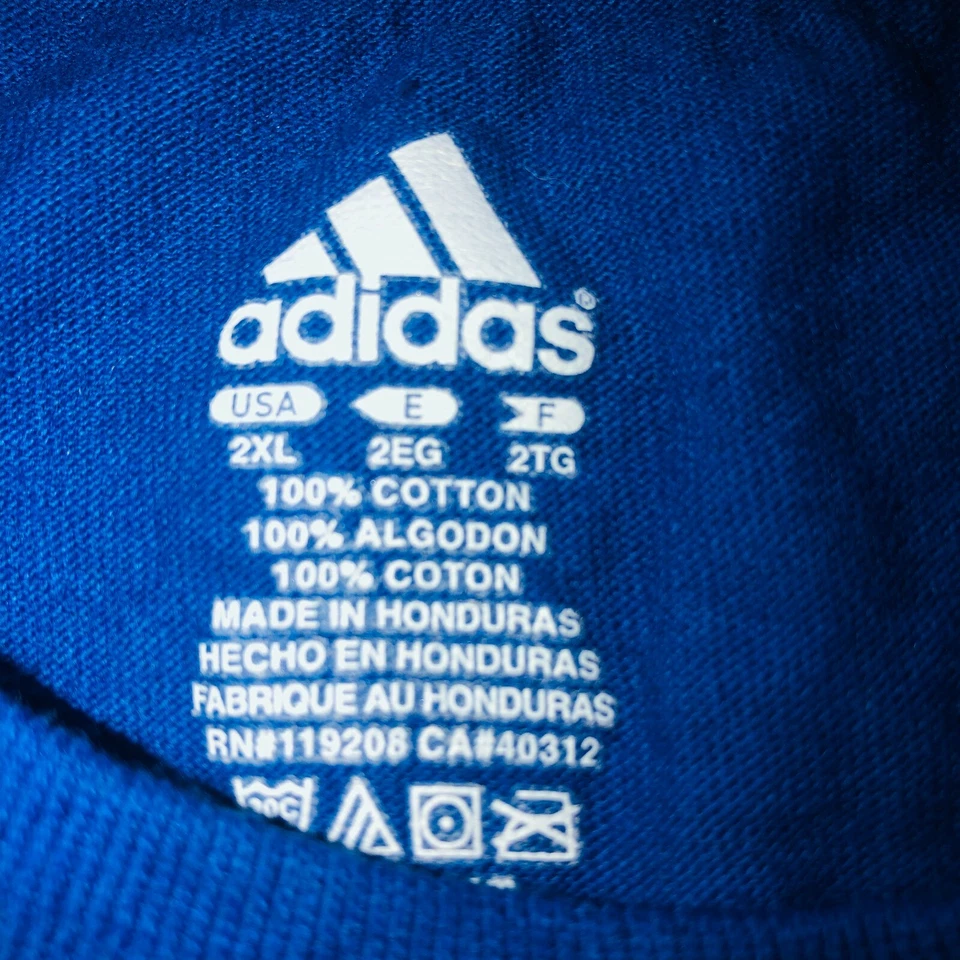 adidas®
USA E F
2XL 2EG 2TG
100% COTTON
100% ALGODON
100% COTON
MADE IN HONDURAS
HECHO EN HONDURAS
FABRIQUE AU HONDURAS
RN#119208 CA#40312
30C